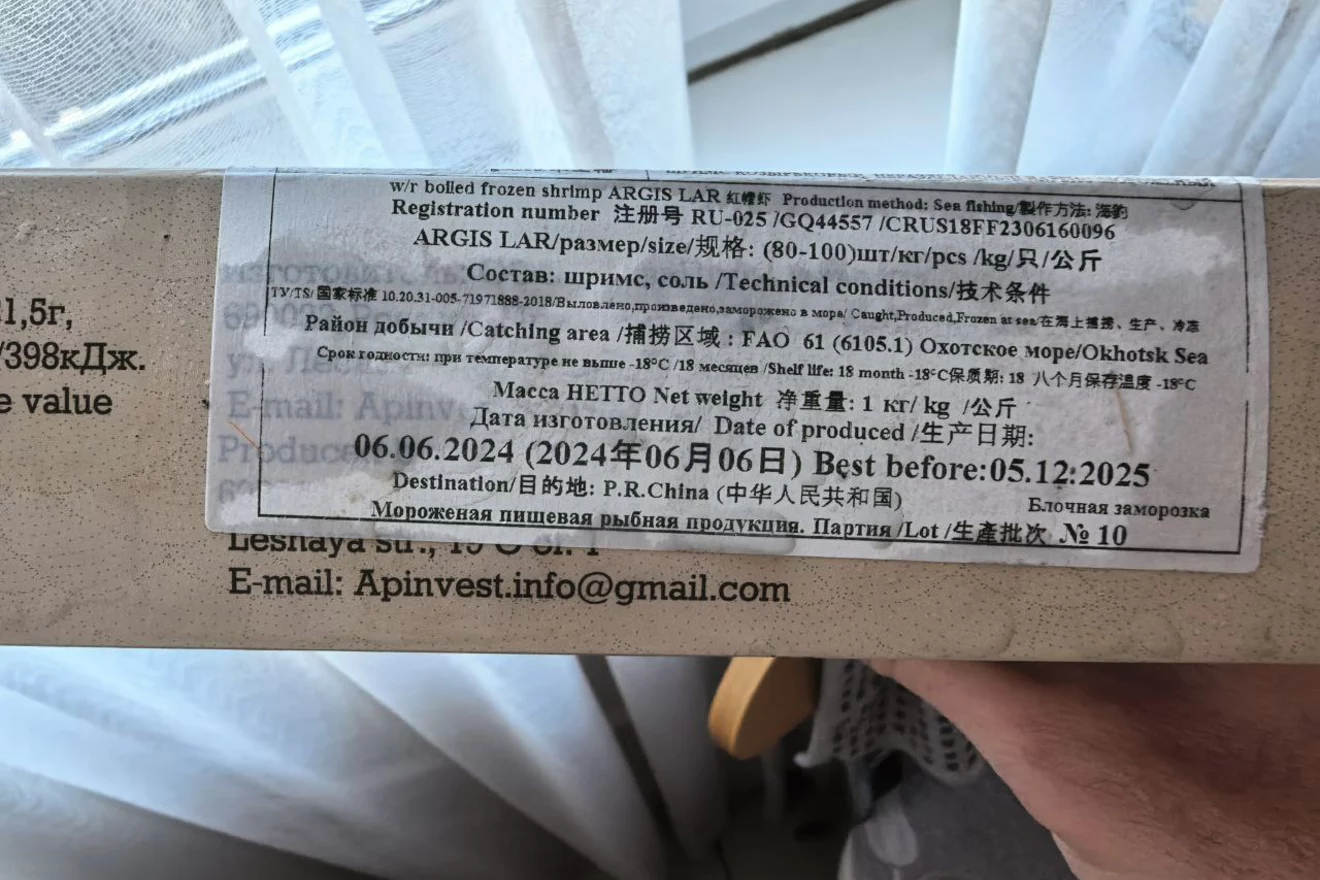 w/r boiled frozen shrimp ARGIS LAR 红帽虾 Production method: Sea fishing/製作方法: 海釣
Registration number 注册号 RU-025 /GQ44557 /CRUS18FF2306160096
ARGIS LAR/размер/size/规格: (80-100)шт/кг/pcs /kg/只/公斤
Состав: шримс, соль /Technical conditions/技术条件
ТУ/TS/国家标准 10.20.31-005-71971888-2018/Выловлено,произведено,заморожено в море/ Caught,Produced,Frozen at sea/在海上捕捞、生产、冷冻
Район добычи /Catching area /捕捞区域 : FAO 61 (6105.1) Охотское море/Okhotsk Sea
Срок годности: при температуре не выше -18°C /18 месяцев /Shelf life: 18 month -18°C保质期: 18 八个月保存温度 -18°C
Масса НЕТТО Net weight 净重量: 1 кг/ kg /公斤
Дата изготовления/ Date of produced /生产日期:
06.06.2024 (2024年06月06日) Best before:05.12.2025
Destination/目的地: P.R.China (中华人民共和国)
Блочная заморозка
Мороженая пищевая рыбная продукция. Партия /Lot /生產批次 № 10
1,5г,
/398кДж.
e value
E-mail: Apinve
Produce
Lesnaya str.,
E-mail: Apinvest.info@gmail.com